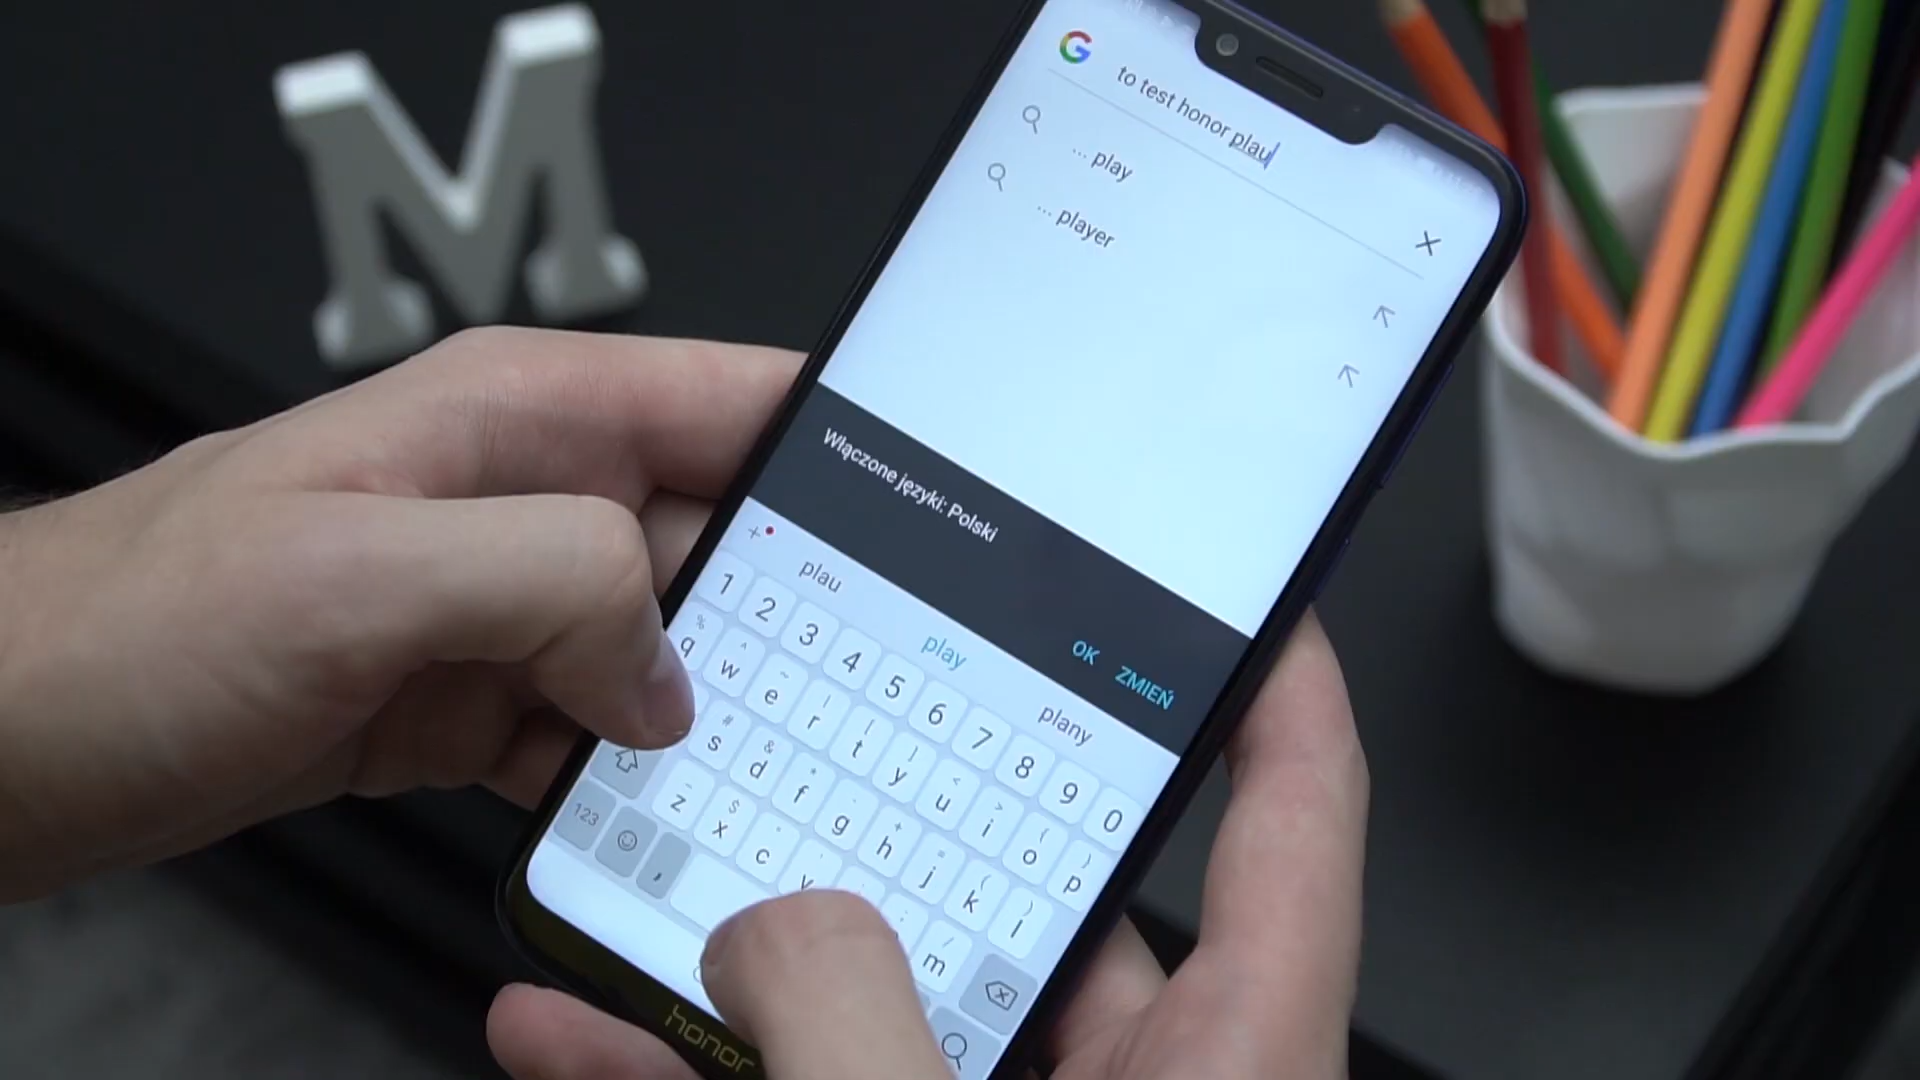 M
G
to test honor plau
... play
... player
Włączone języki: Polski
OK ZMIEŃ
plau play plany
1 2 3 4 5 6 7 8 9 0
q w e r t y u i o p
s d f g h j k l
z x c v m
123 ,
honor